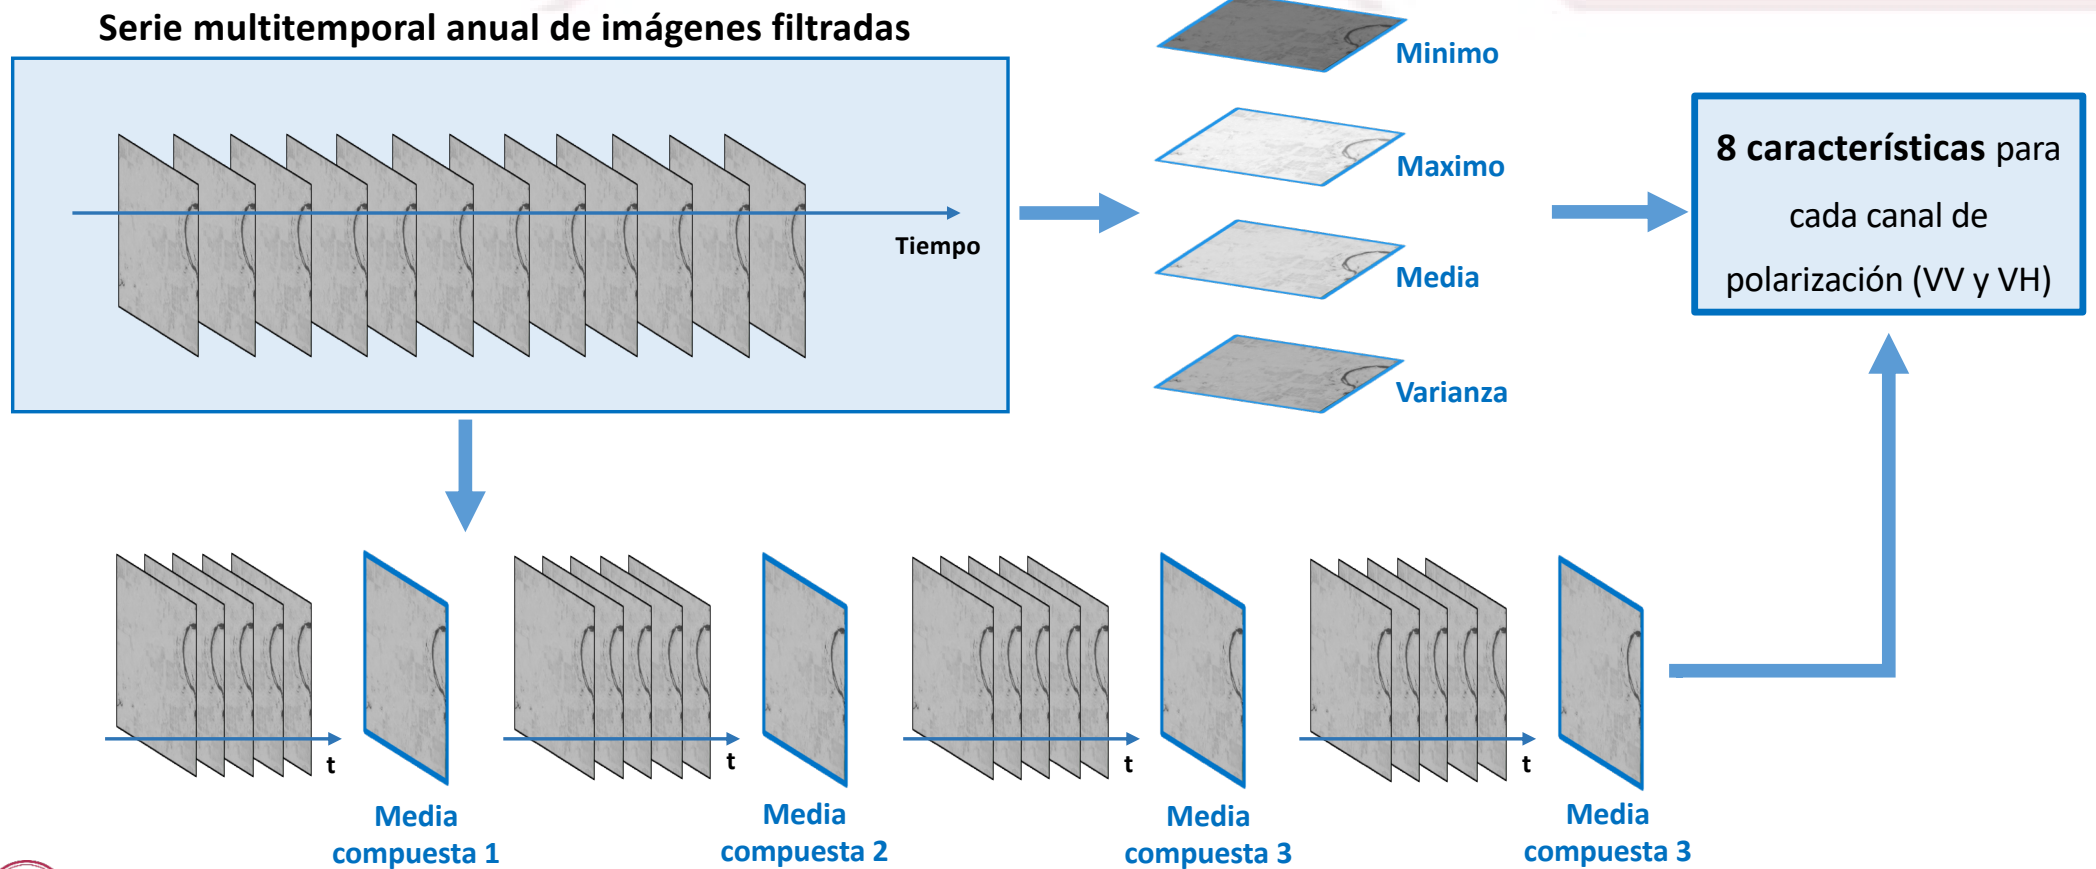 Serie multitemporal anual de imágenes filtradas
Tiempo
Minimo
Maximo
Media
Varianza
8 características para
cada canal de
polarización (VV y VH)
t
Media
compuesta 1
t
Media
compuesta 2
t
Media
compuesta 3
t
Media
compuesta 3